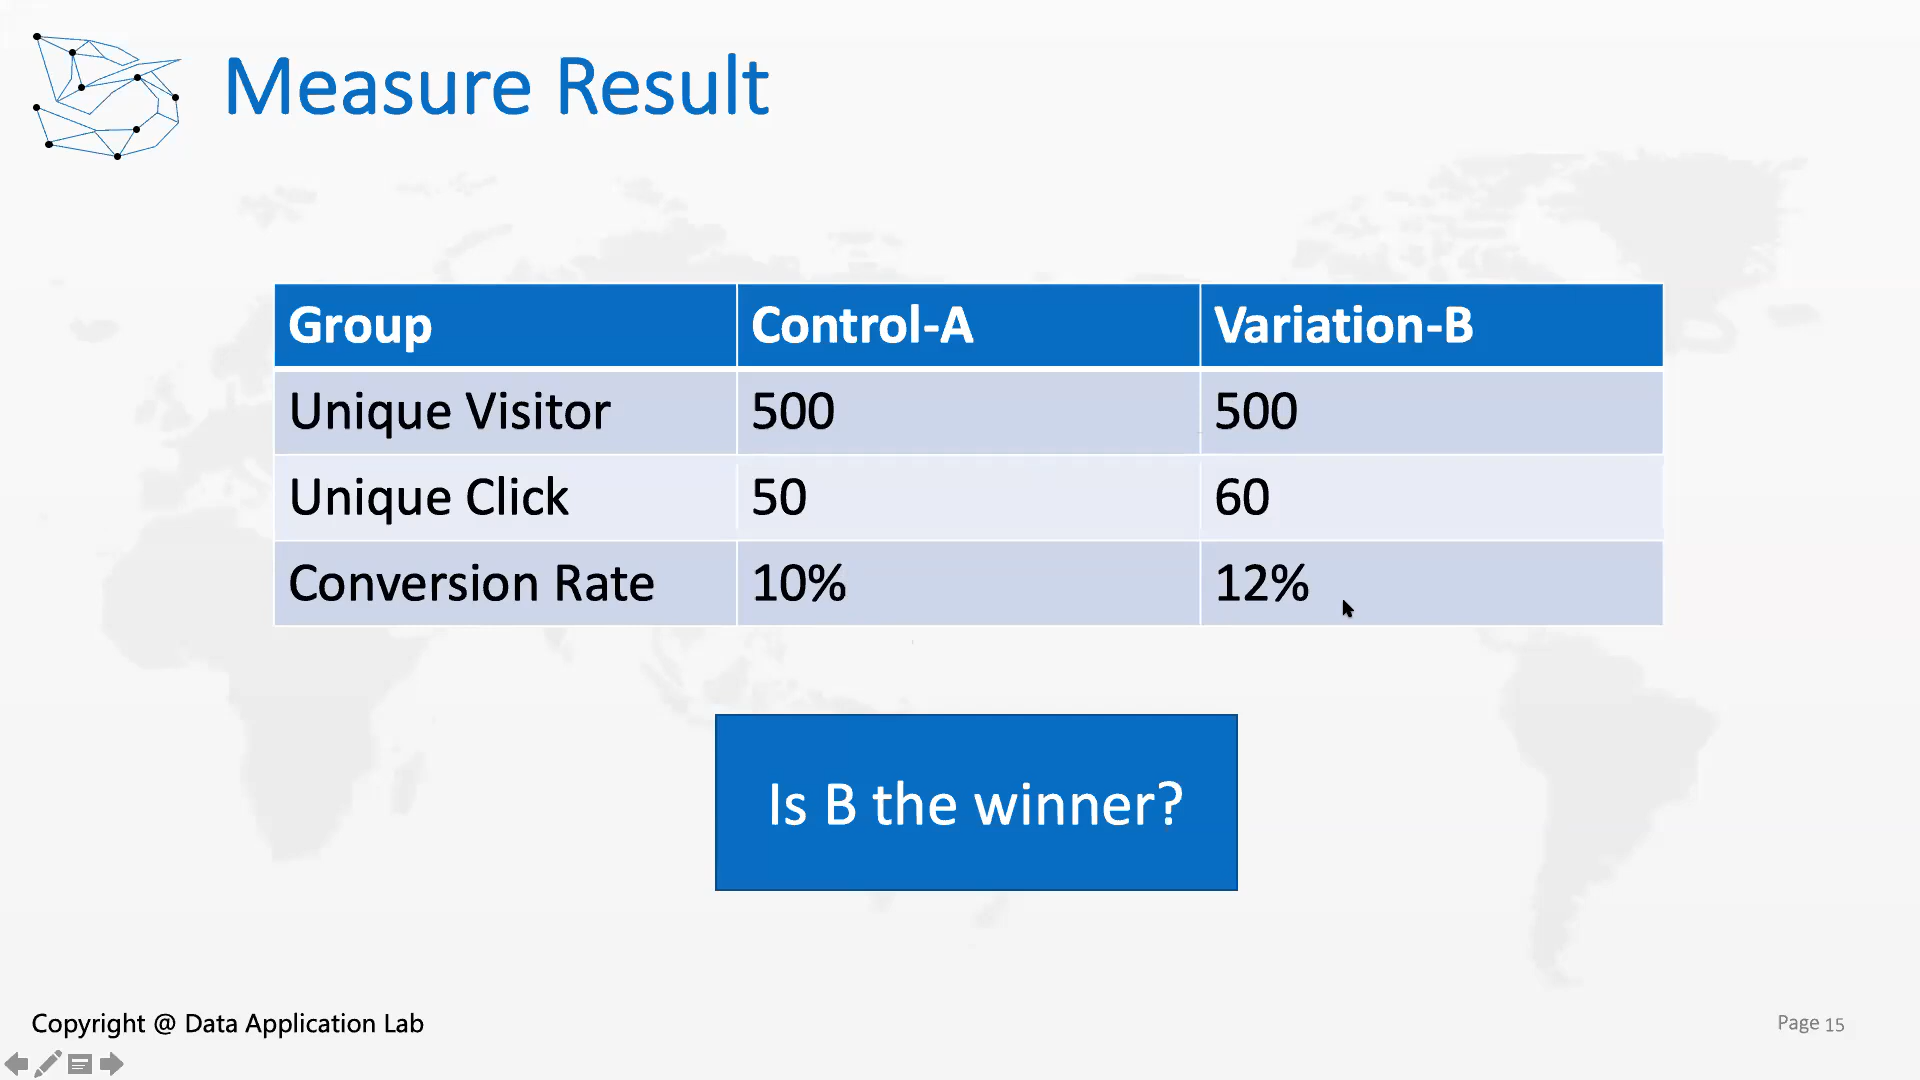 Measure Result
Group Control-A Variation-B
Unique Visitor 500 500
Unique Click 50 60
Conversion Rate 10% 12%
Is B the winner?
Copyright @ Data Application Lab
Page 15